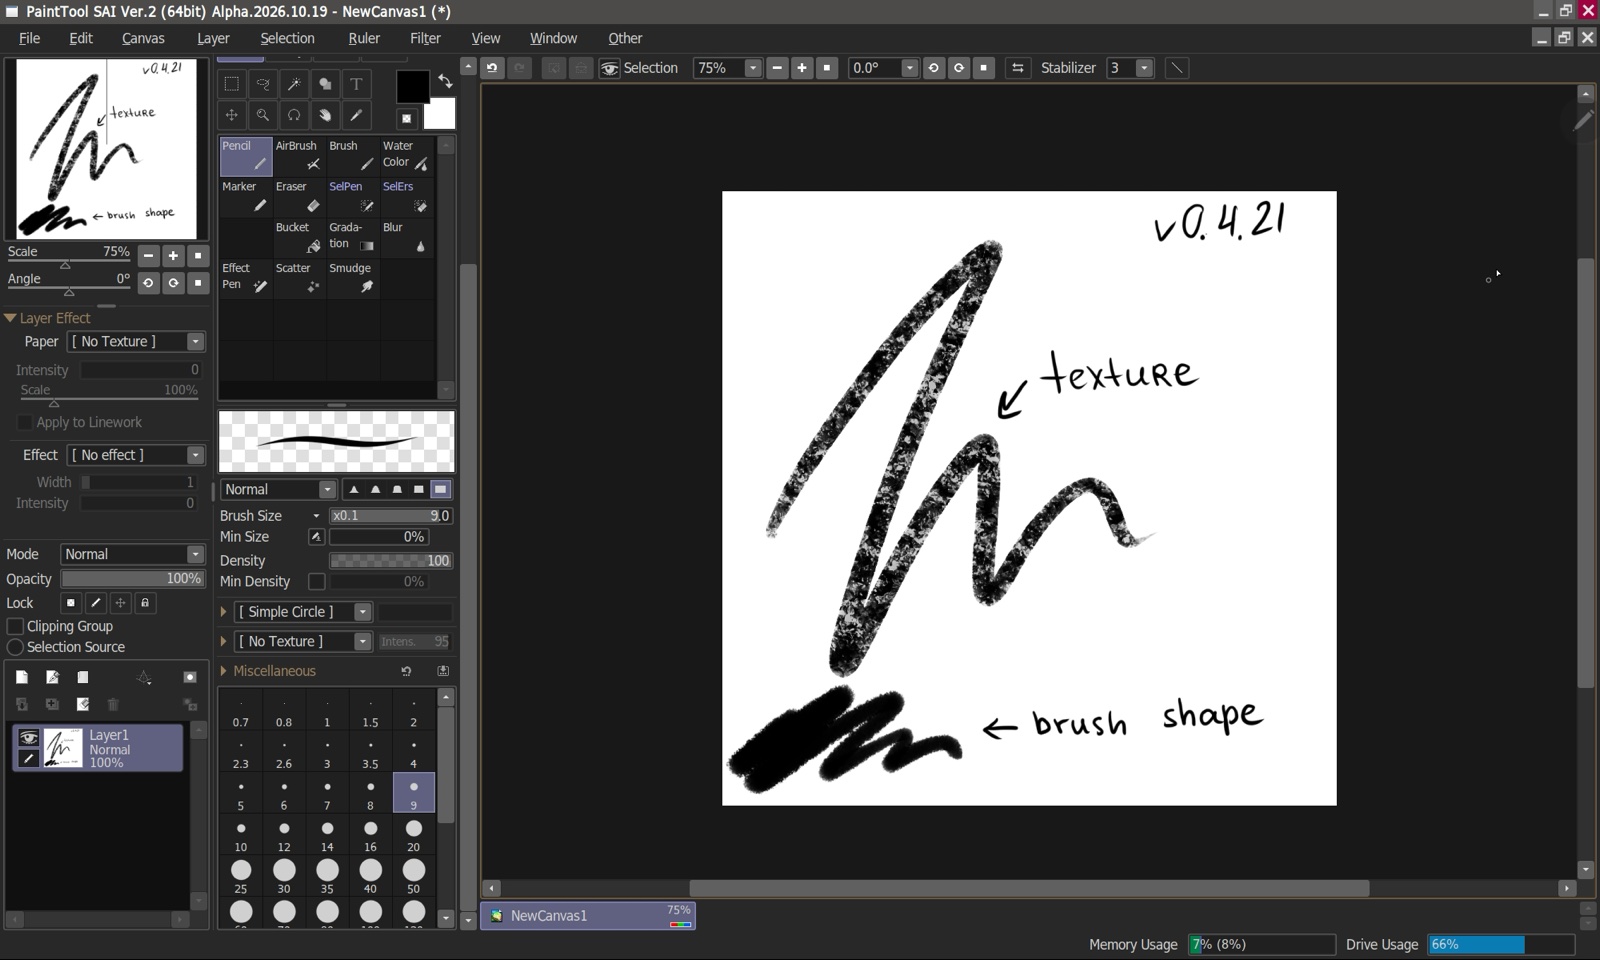 PaintTool SAI Ver.2 (64bit) Alpha.2026.10.19 - NewCanvas1 (*)
File Edit Canvas Layer Selection Ruler Filter View Window Other
Selection 75% 0.0° Stabilizer 3
v0.4.21
texture
brush shape
Scale 75%
Angle 0°
Layer Effect
Paper [ No Texture ]
Intensity 0
Scale 100%
Apply to Linework
Effect [ No effect ]
Width 1
Intensity 0
Mode Normal
Opacity 100%
Lock
Clipping Group
Selection Source
Layer1
Normal
100%
T
Pencil AirBrush Brush Water Color
Marker Eraser SelPen SelErs
Bucket Grada-tion Blur
Effect Pen Scatter Smudge
Normal
Brush Size x0.1 9.0
Min Size 0%
Density 100
Min Density 0%
[ Simple Circle ]
[ No Texture ] Intens. 95
Miscellaneous
0.7 0.8 1 1.5 2
2.3 2.6 3 3.5 4
5 6 7 8 9
10 12 14 16 20
25 30 35 40 50
v0.4.21
texture
brush shape
NewCanvas1 75%
Memory Usage 7% (8%) Drive Usage 66%